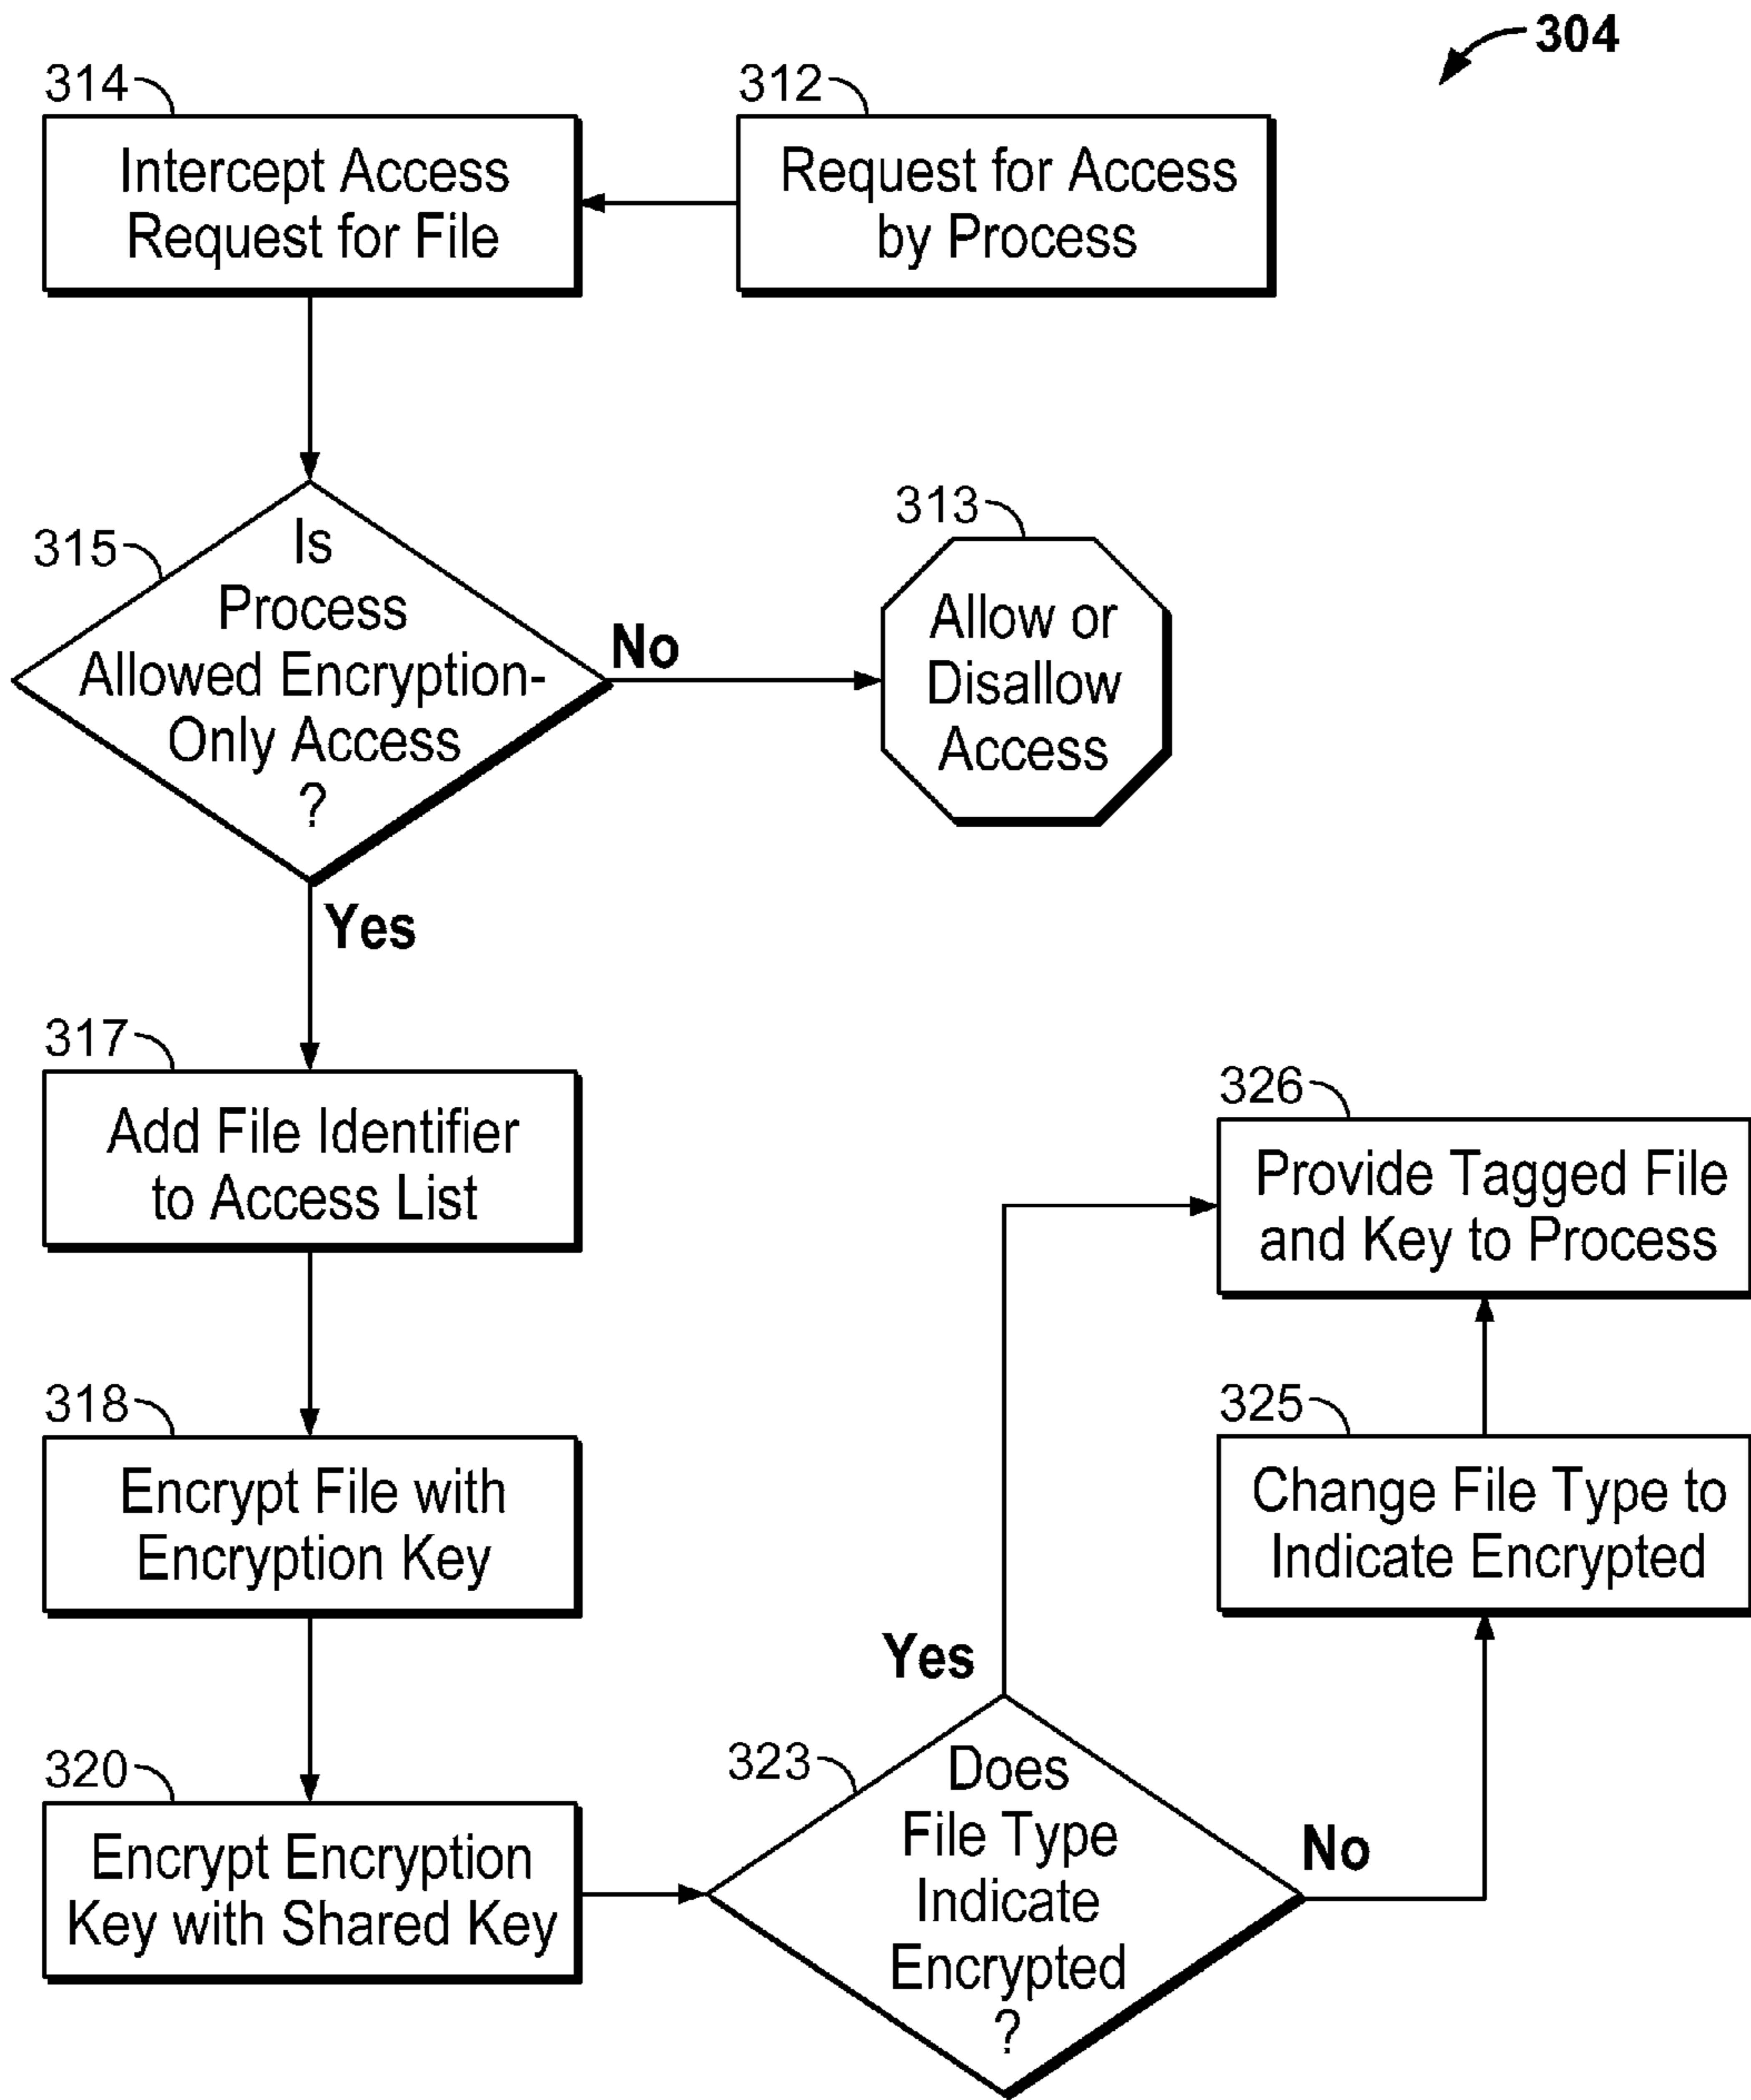 304
314
Intercept Access
Request for File
312
Request for Access
by Process
315
Is
Process
Allowed Encryption-
Only Access
?
No
313
Allow or
Disallow
Access
Yes
317
Add File Identifier
to Access List
318
Encrypt File with
Encryption Key
320
Encrypt Encryption
Key with Shared Key
323
Does
File Type
Indicate
Encrypted
?
Yes
No
325
Change File Type to
Indicate Encrypted
326
Provide Tagged File
and Key to Process